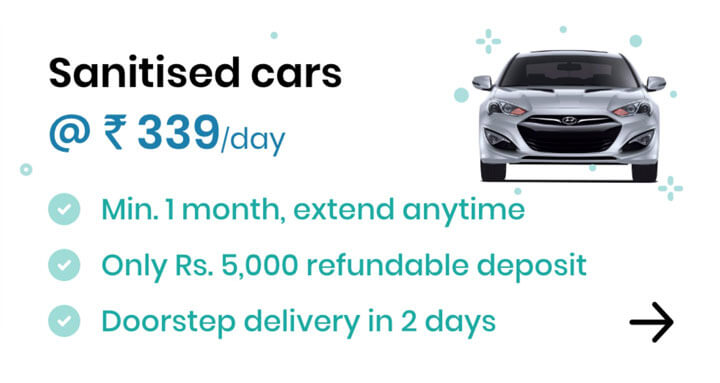 Sanitised cars
@ ₹ 339/day
Min. 1 month, extend anytime
Only Rs. 5,000 refundable deposit
Doorstep delivery in 2 days